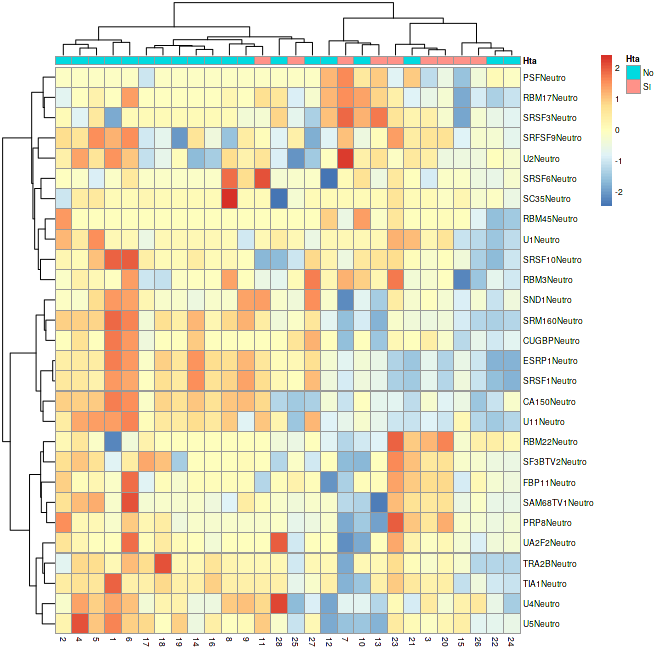 Hta
PSFNeutro
RBM17Neutro
SRSF3Neutro
SRFSF9Neutro
U2Neutro
SRSF6Neutro
SC35Neutro
RBM45Neutro
U1Neutro
SRSF10Neutro
RBM3Neutro
SND1Neutro
SRM160Neutro
CUGBPNeutro
ESRP1Neutro
SRSF1Neutro
CA150Neutro
U11Neutro
RBM22Neutro
SF3BTV2Neutro
FBP11Neutro
SAM68TV1Neutro
PRP8Neutro
UA2F2Neutro
TRA2BNeutro
TIA1Neutro
U4Neutro
U5Neutro
2 4 5 1 6 17 18 19 14 16 8 9 11 28 25 27 12 7 10 13 23 21 3 20 15 26 22 24
2
1
0
-1
-2
Hta
No
Si